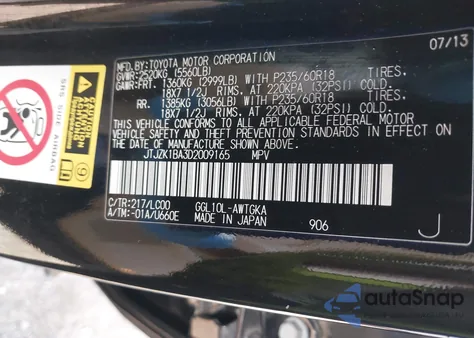 MFD.BY:TOYOTA MOTOR CORPORATION 07/13
GVWR:2520KG (5560LB)
GAWR:FRT. 1360KG (2999LB) WITH P235/60R18 TIRES.
18X7 1/2J RIMS. AT 220KPA (32PSI) COLD.
RR. 1385KG (3056LB) WITH P235/60R18 TIRES.
18X7 1/2J RIMS. AT 220KPA (32PSI) COLD.
THIS VEHICLE CONFORMS TO ALL APPLICABLE FEDERAL MOTOR
VEHICLE SAFETY AND THEFT PREVENTION STANDARDS IN EFFECT ON
THE DATE OF MANUFACTURE SHOWN ABOVE.
JTJZK1BA3D2009165 MPV
C/TR:217/LC00 GGL10L-AWTGKA
A/TM:-01A/U660E MADE IN JAPAN 906 J
SRS SIDE AIRBAG
autoSnap